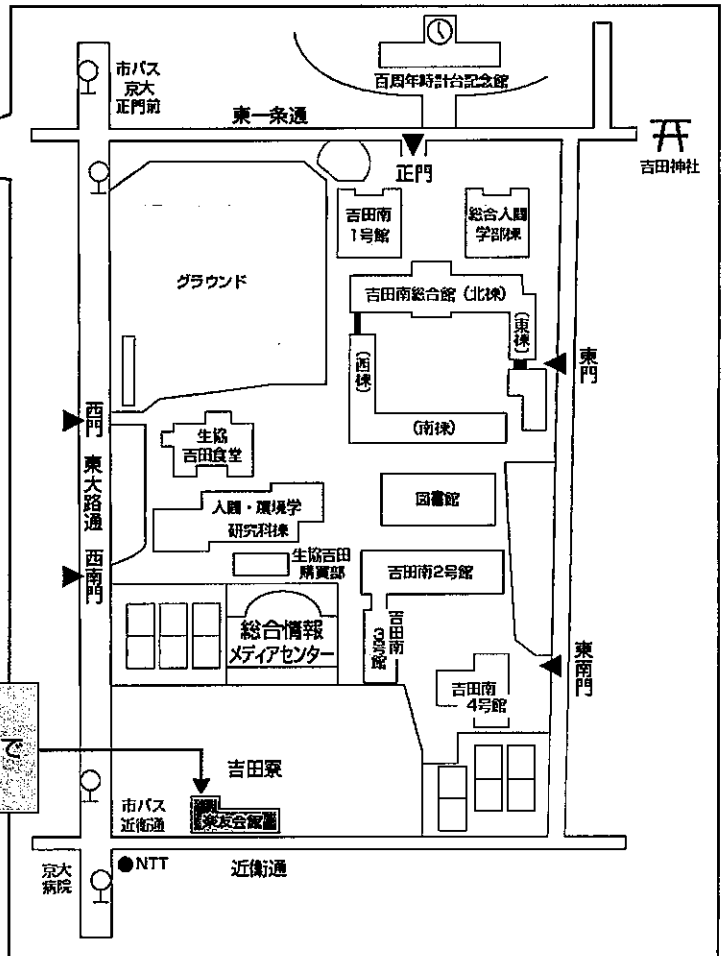 市バス
京大
正門前
百周年時計台記念館
東一条通
正門
吉田神社
吉田南
1号館
総合人間
学部棟
グラウンド
吉田南総合館（北棟）
（東棟）
（西棟）
東門
（南棟）
西門
生協
吉田食堂
東大路通
図書館
人間・環境学
研究科棟
西南門
生協吉田
購買部
吉田南2号館
総合情報
メディアセンター
吉田南
3号館
東南門
吉田南
4号館
で
吉田寮
市バス
近衛通
楽友会館
近衛通
NTT
京大
病院